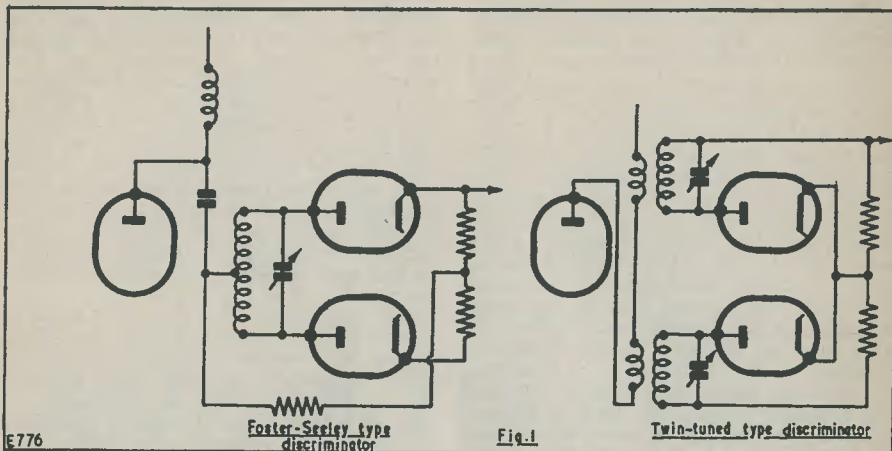 Foster-Seeley type
discriminator
Fig.1
Twin-tuned type discriminator
E776